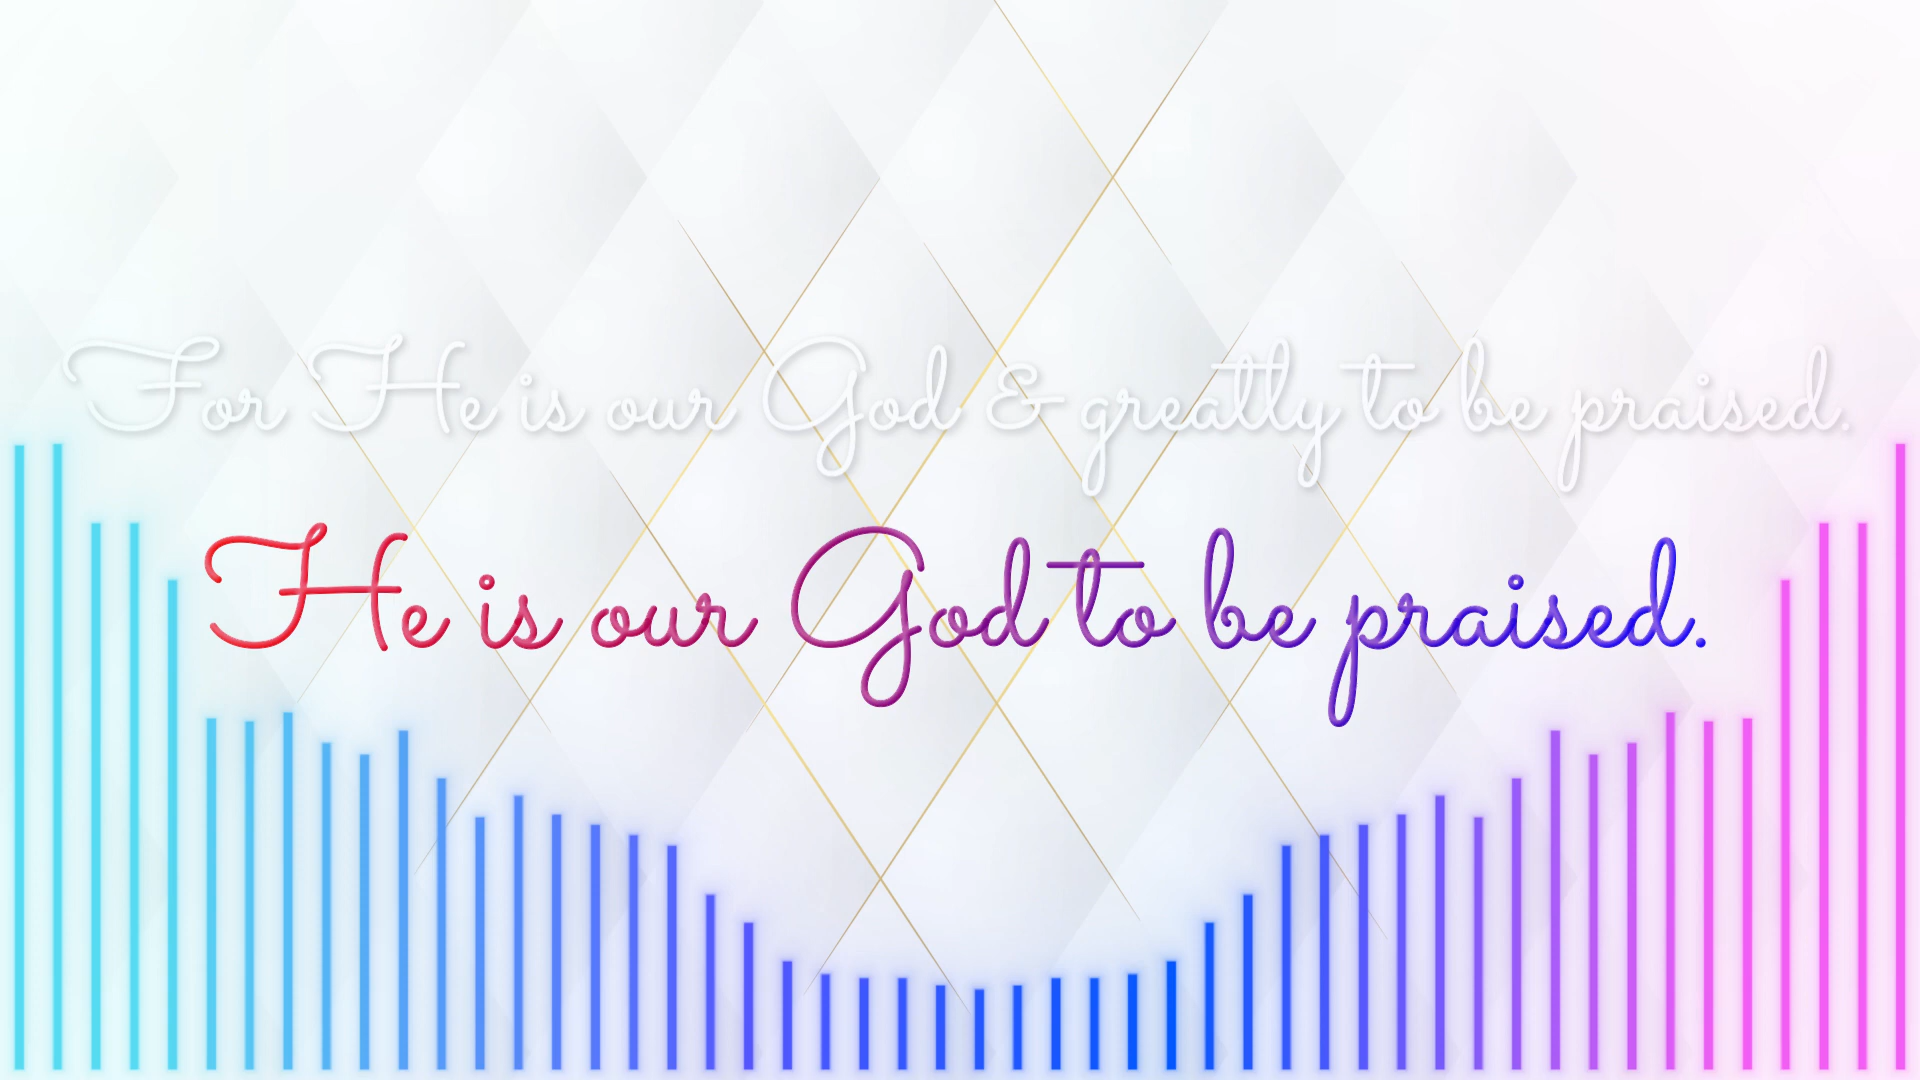 For He is our God & greatly to be praised.
He is our God to be praised.